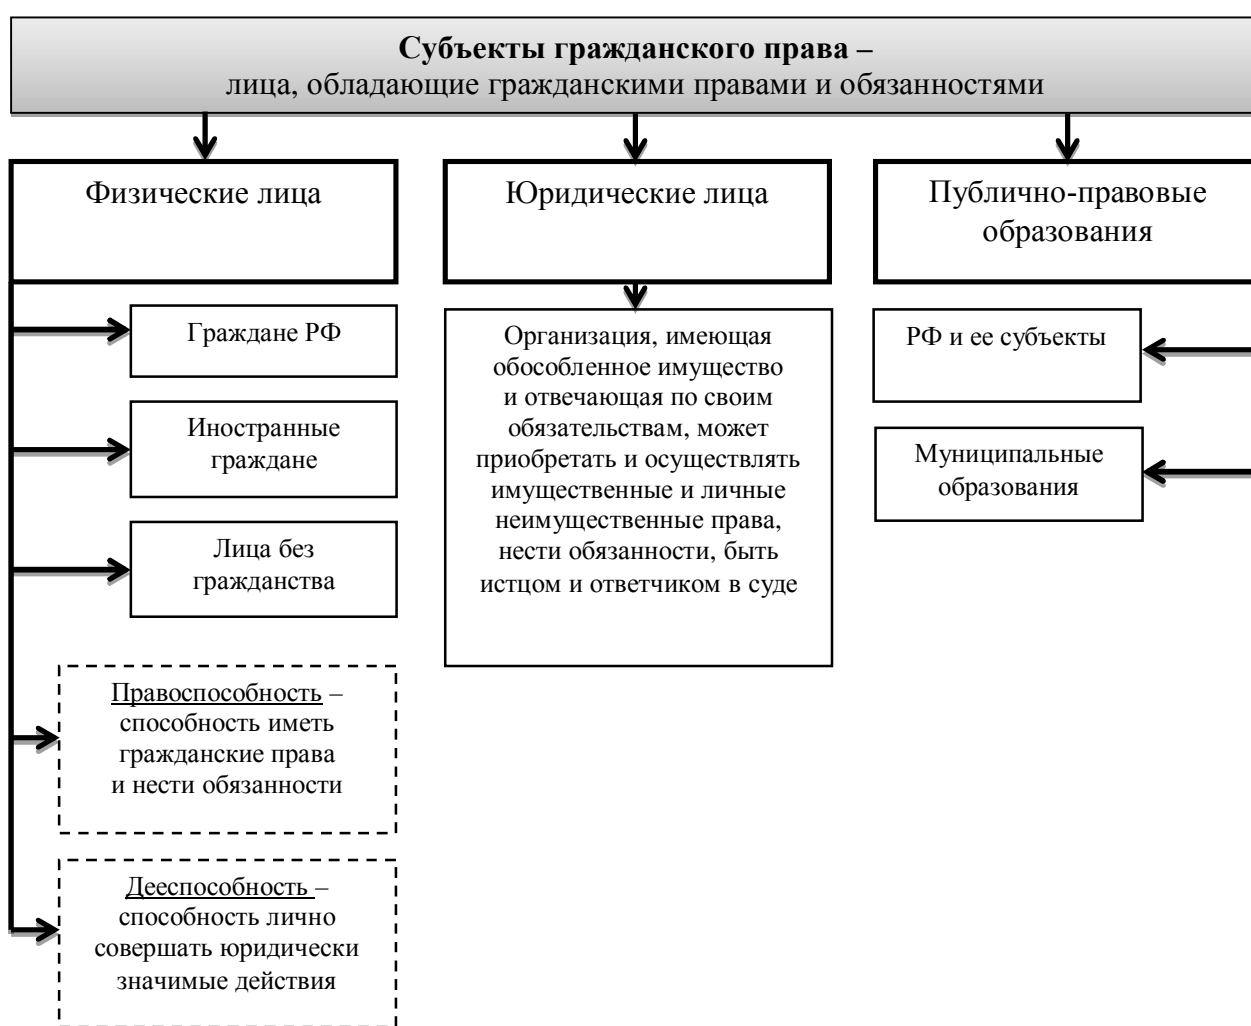 Субъекты гражданского права –
лица, обладающие гражданскими правами и обязанностями
Физические лица
Юридические лица
Публично-правовые
образования
Граждане РФ
Иностранные
граждане
Лица без
гражданства
Правоспособность –
способность иметь
гражданские права
и нести обязанности
Дееспособность –
способность лично
совершать юридически
значимые действия
Организация, имеющая
обособленное имущество
и отвечающая по своим
обязательствам, может
приобретать и осуществлять
имущественные и личные
неимущественные права,
нести обязанности, быть
истцом и ответчиком в суде
РФ и ее субъекты
Муниципальные
образования